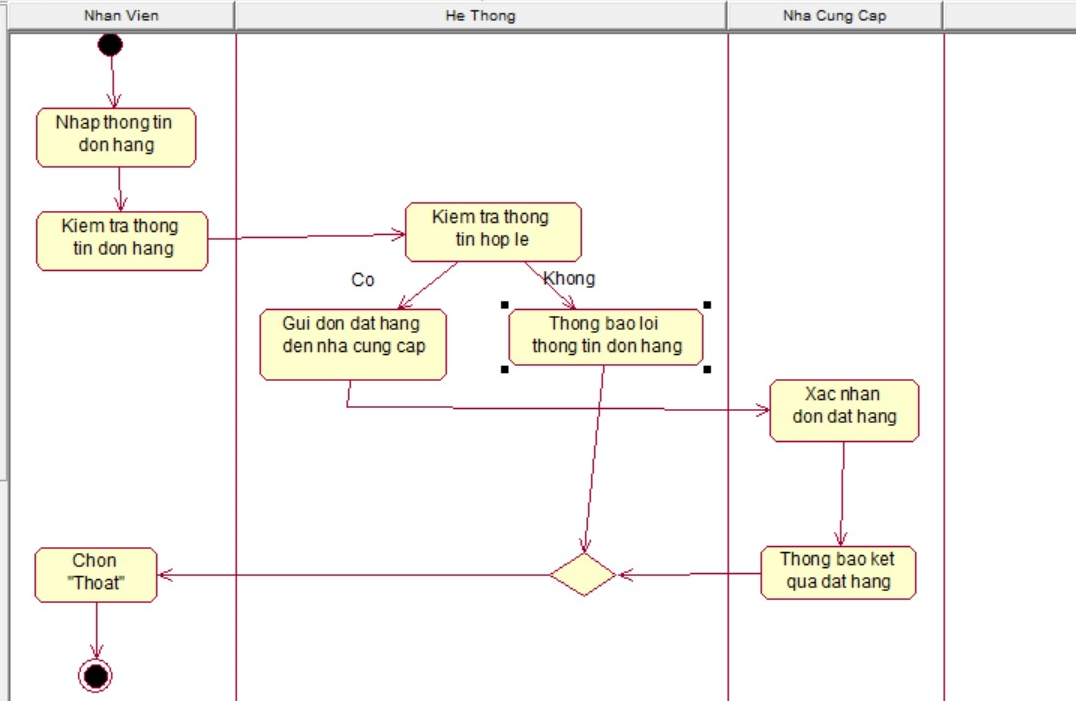 Nhan Vien
He Thong
Nha Cung Cap
Nhap thong tin
don hang
Kiem tra thong
tin don hang
Kiem tra thong
tin hop le
Co
Khong
Gui don dat hang
den nha cung cap
Thong bao loi
thong tin don hang
Xac nhan
don dat hang
Chon
"Thoat"
Thong bao ket
qua dat hang